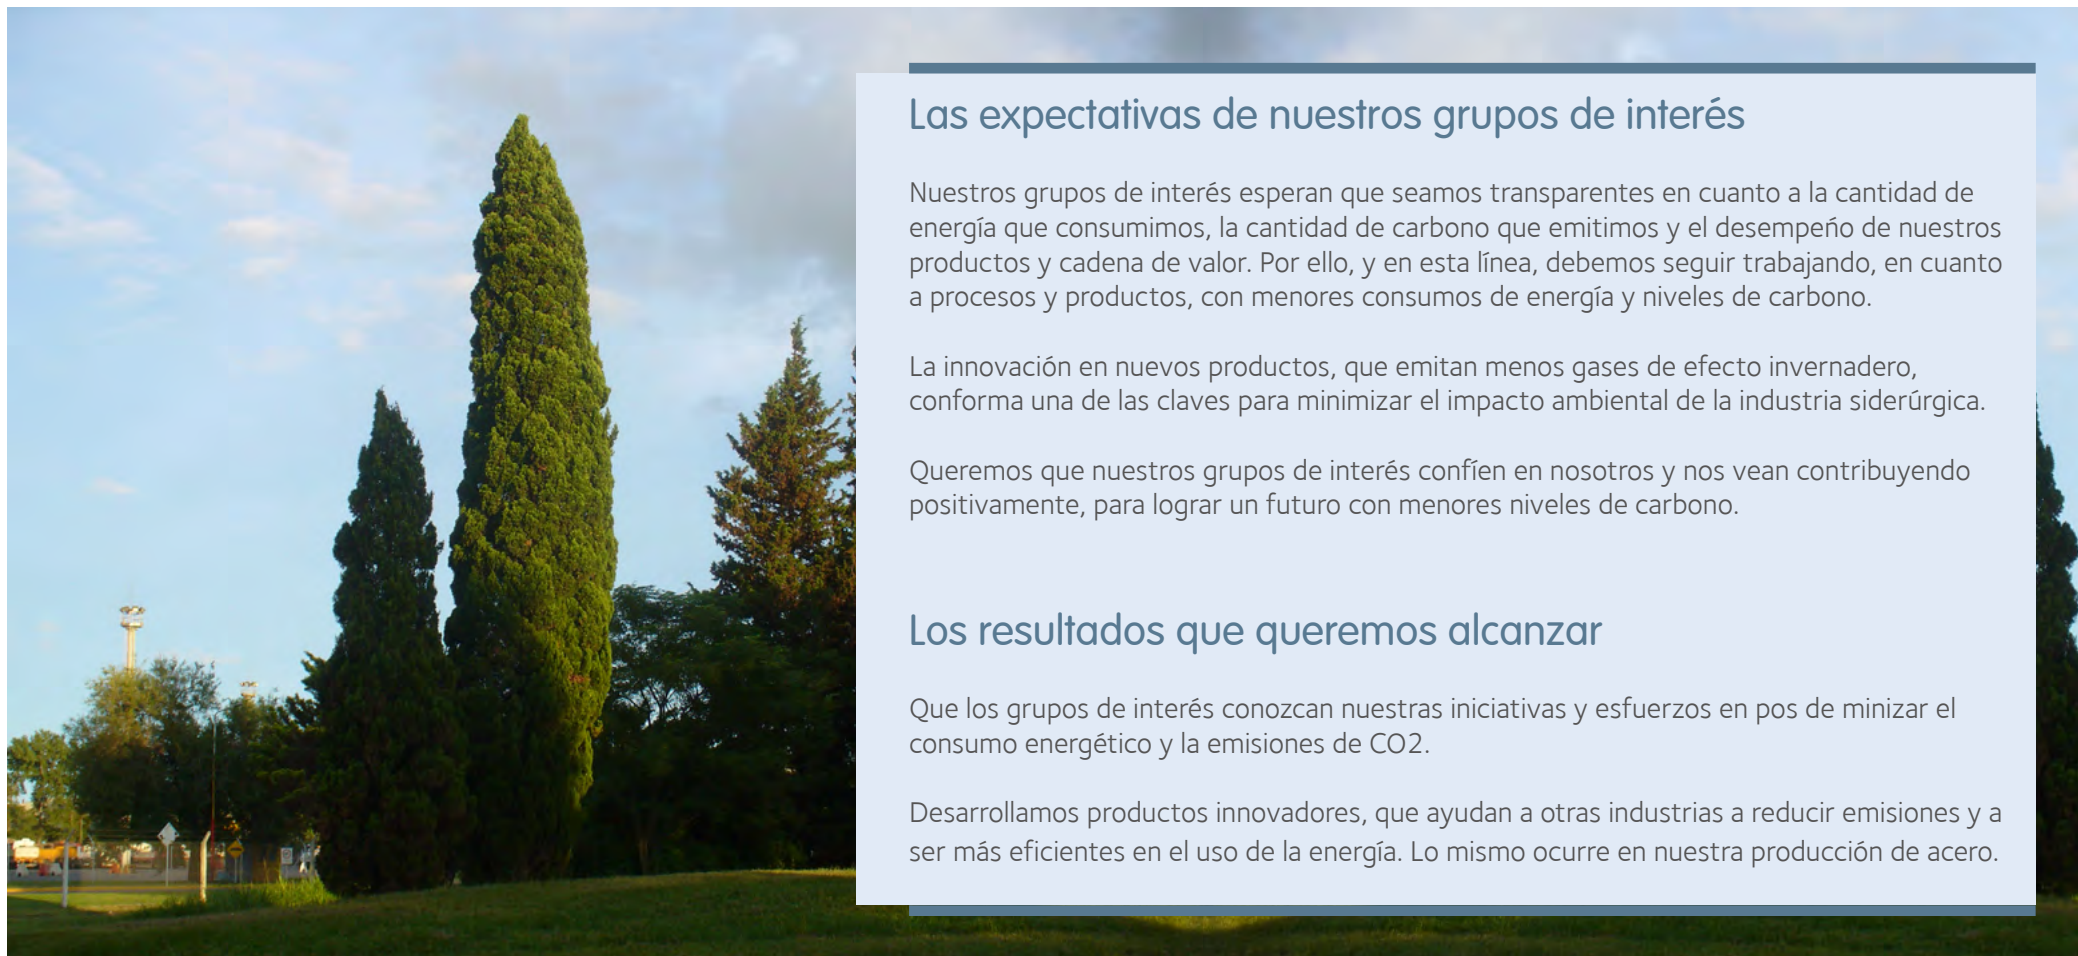 Las expectativas de nuestros grupos de interés
Nuestros grupos de interés esperan que seamos transparentes en cuanto a la cantidad de
energía que consumimos, la cantidad de carbono que emitimos y el desempeño de nuestros
productos y cadena de valor. Por ello, y en esta línea, debemos seguir trabajando, en cuanto
a procesos y productos, con menores consumos de energía y niveles de carbono.
La innovación en nuevos productos, que emitan menos gases de efecto invernadero,
conforma una de las claves para minimizar el impacto ambiental de la industria siderúrgica.
Queremos que nuestros grupos de interés confíen en nosotros y nos vean contribuyendo
positivamente, para lograr un futuro con menores niveles de carbono.
Los resultados que queremos alcanzar
Que los grupos de interés conozcan nuestras iniciativas y esfuerzos en pos de minizar el
consumo energético y la emisiones de CO2.
Desarrollamos productos innovadores, que ayudan a otras industrias a reducir emisiones y a
ser más eficientes en el uso de la energía. Lo mismo ocurre en nuestra producción de acero.